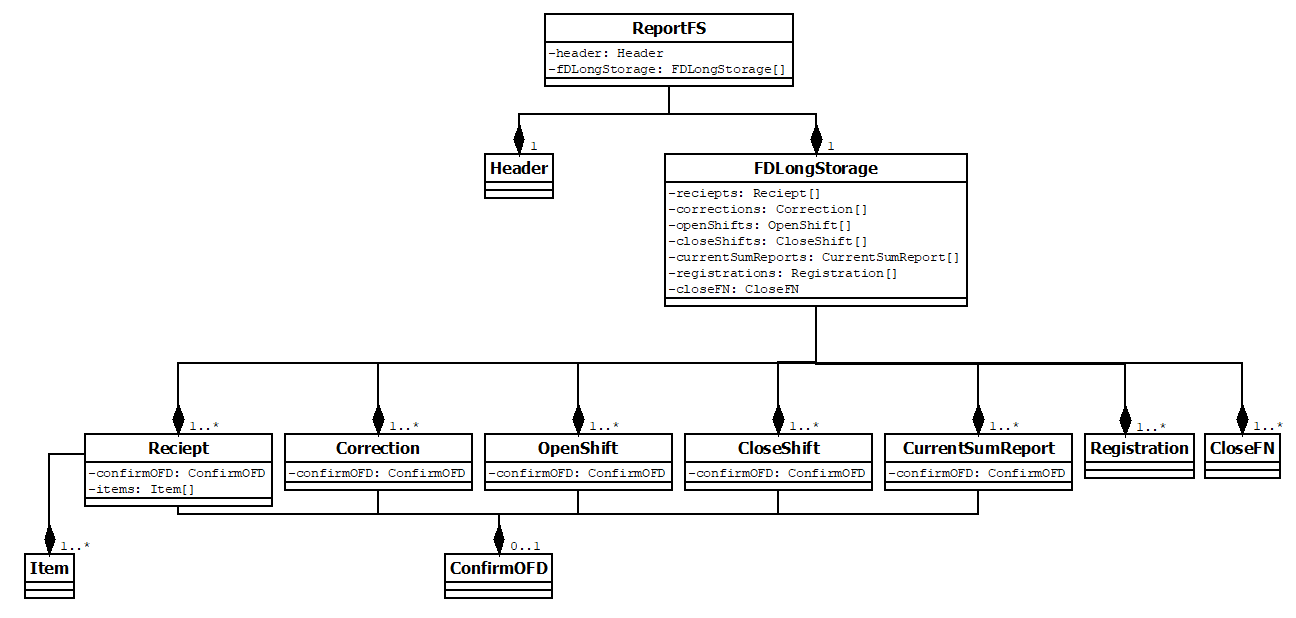 ReportFS
-header: Header
-fDLongStorage: FDLongStorage[]
1
1
Header
FDLongStorage
-reciepts: Reciept[]
-corrections: Correction[]
-openShifts: OpenShift[]
-closeShifts: CloseShift[]
-currentSumReports: CurrentSumReport[]
-registrations: Registration[]
-closeFN: CloseFN
1..*
1..*
1..*
1..*
1..*
1..*
1..*
Reciept
-confirmOFD: ConfirmOFD
-items: Item[]
Correction
-confirmOFD: ConfirmOFD
OpenShift
-confirmOFD: ConfirmOFD
CloseShift
-confirmOFD: ConfirmOFD
CurrentSumReport
-confirmOFD: ConfirmOFD
Registration
CloseFN
1..*
0..1
Item
ConfirmOFD